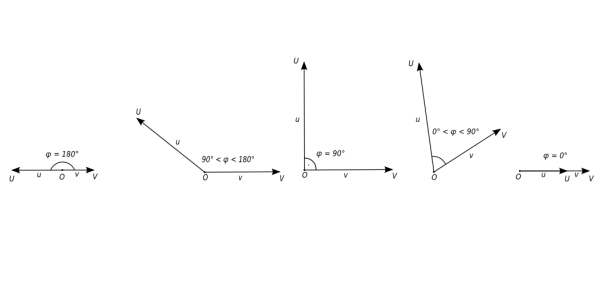 φ = 180°
U u O v V
U
u
90° < φ < 180°
O v V
U
u
φ = 90°
O v V
U
u
0° < φ < 90°
V
v
O
φ = 0°
O u U v V